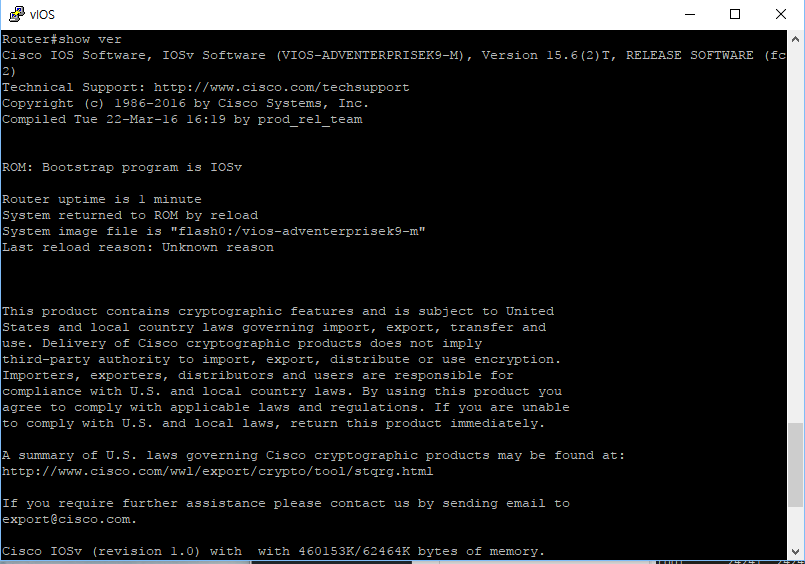 vIOS
Router#show ver
Cisco IOS Software, IOSv Software (VIOS-ADVENTERPRISEK9-M), Version 15.6(2)T, RELEASE SOFTWARE (fc
2)
Technical Support: http://www.cisco.com/techsupport
Copyright (c) 1986-2016 by Cisco Systems, Inc.
Compiled Tue 22-Mar-16 16:19 by prod_rel_team
ROM: Bootstrap program is IOSv
Router uptime is 1 minute
System returned to ROM by reload
System image file is "flash0:/vios-adventerprisek9-m"
Last reload reason: Unknown reason
This product contains cryptographic features and is subject to United
States and local country laws governing import, export, transfer and
use. Delivery of Cisco cryptographic products does not imply
third-party authority to import, export, distribute or use encryption.
Importers, exporters, distributors and users are responsible for
compliance with U.S. and local country laws. By using this product you
agree to comply with applicable laws and regulations. If you are unable
to comply with U.S. and local laws, return this product immediately.
A summary of U.S. laws governing Cisco cryptographic products may be found at:
http://www.cisco.com/wwl/export/crypto/tool/stqrg.html
If you require further assistance please contact us by sending email to
export@cisco.com.
Cisco IOSv (revision 1.0) with  with 460153K/62464K bytes of memory.